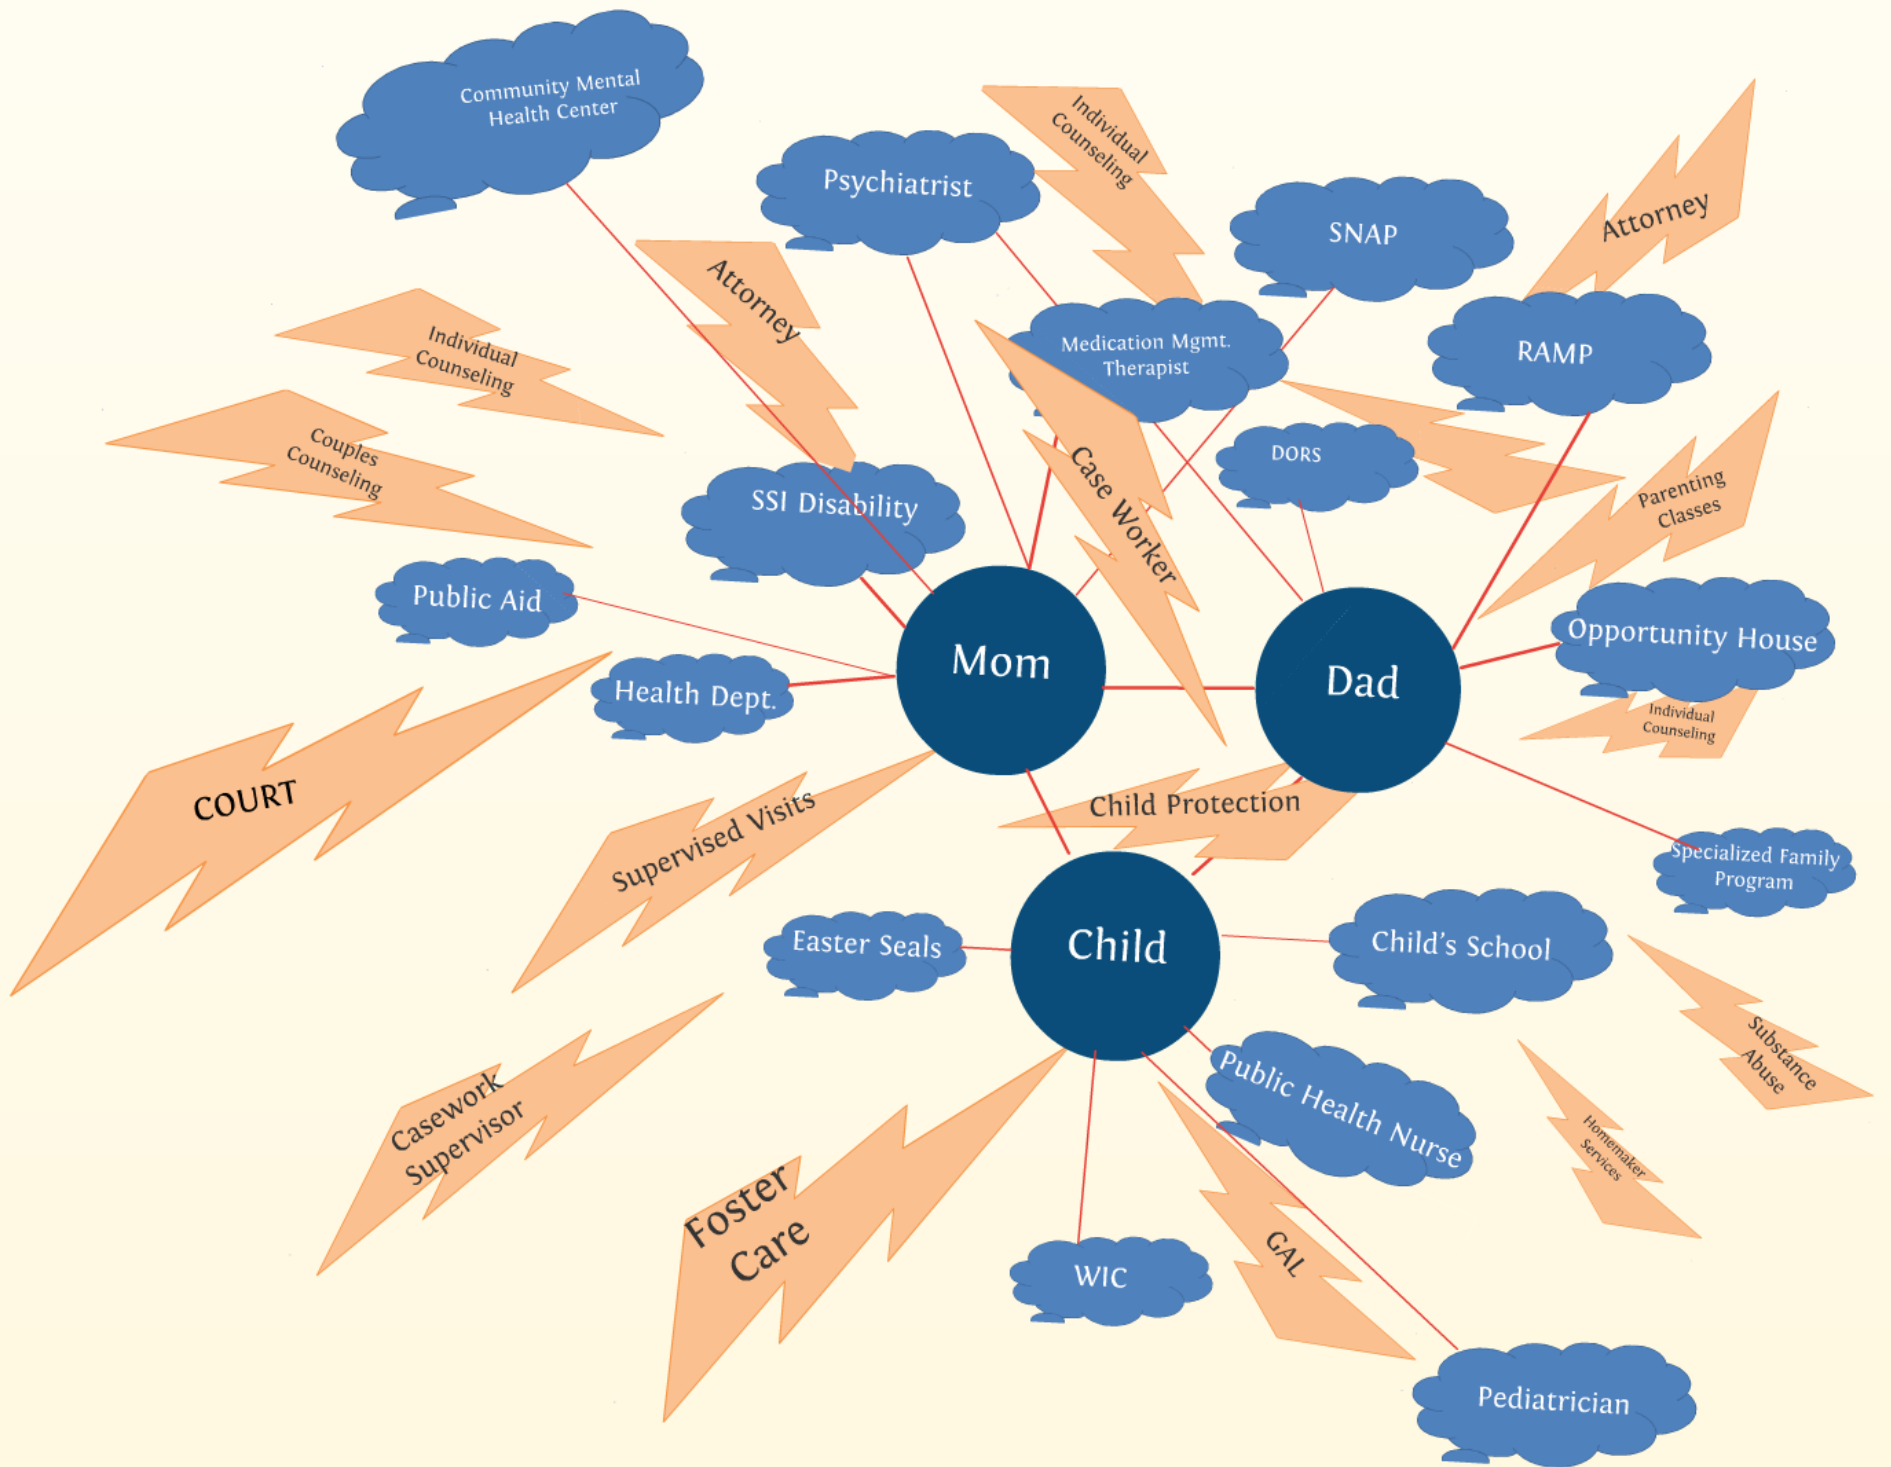 Community Mental
Health Center
Psychiatrist
Individual
Counseling
SNAP
Attorney
Attorney
Individual
Counseling
Medication Mgmt.
Therapist
RAMP
Couples
Counseling
SSI Disability
Case Worker
DORS
Parenting
Classes
Public Aid
Health Dept.
Mom
Dad
Opportunity House
Individual
Counseling
COURT
Supervised Visits
Child Protection
Specialized Family
Program
Easter Seals
Child
Child's School
Substance
Abuse
Casework
Supervisor
Public Health Nurse
Homemaker
Services
Foster
Care
WIC
GAL
Pediatrician